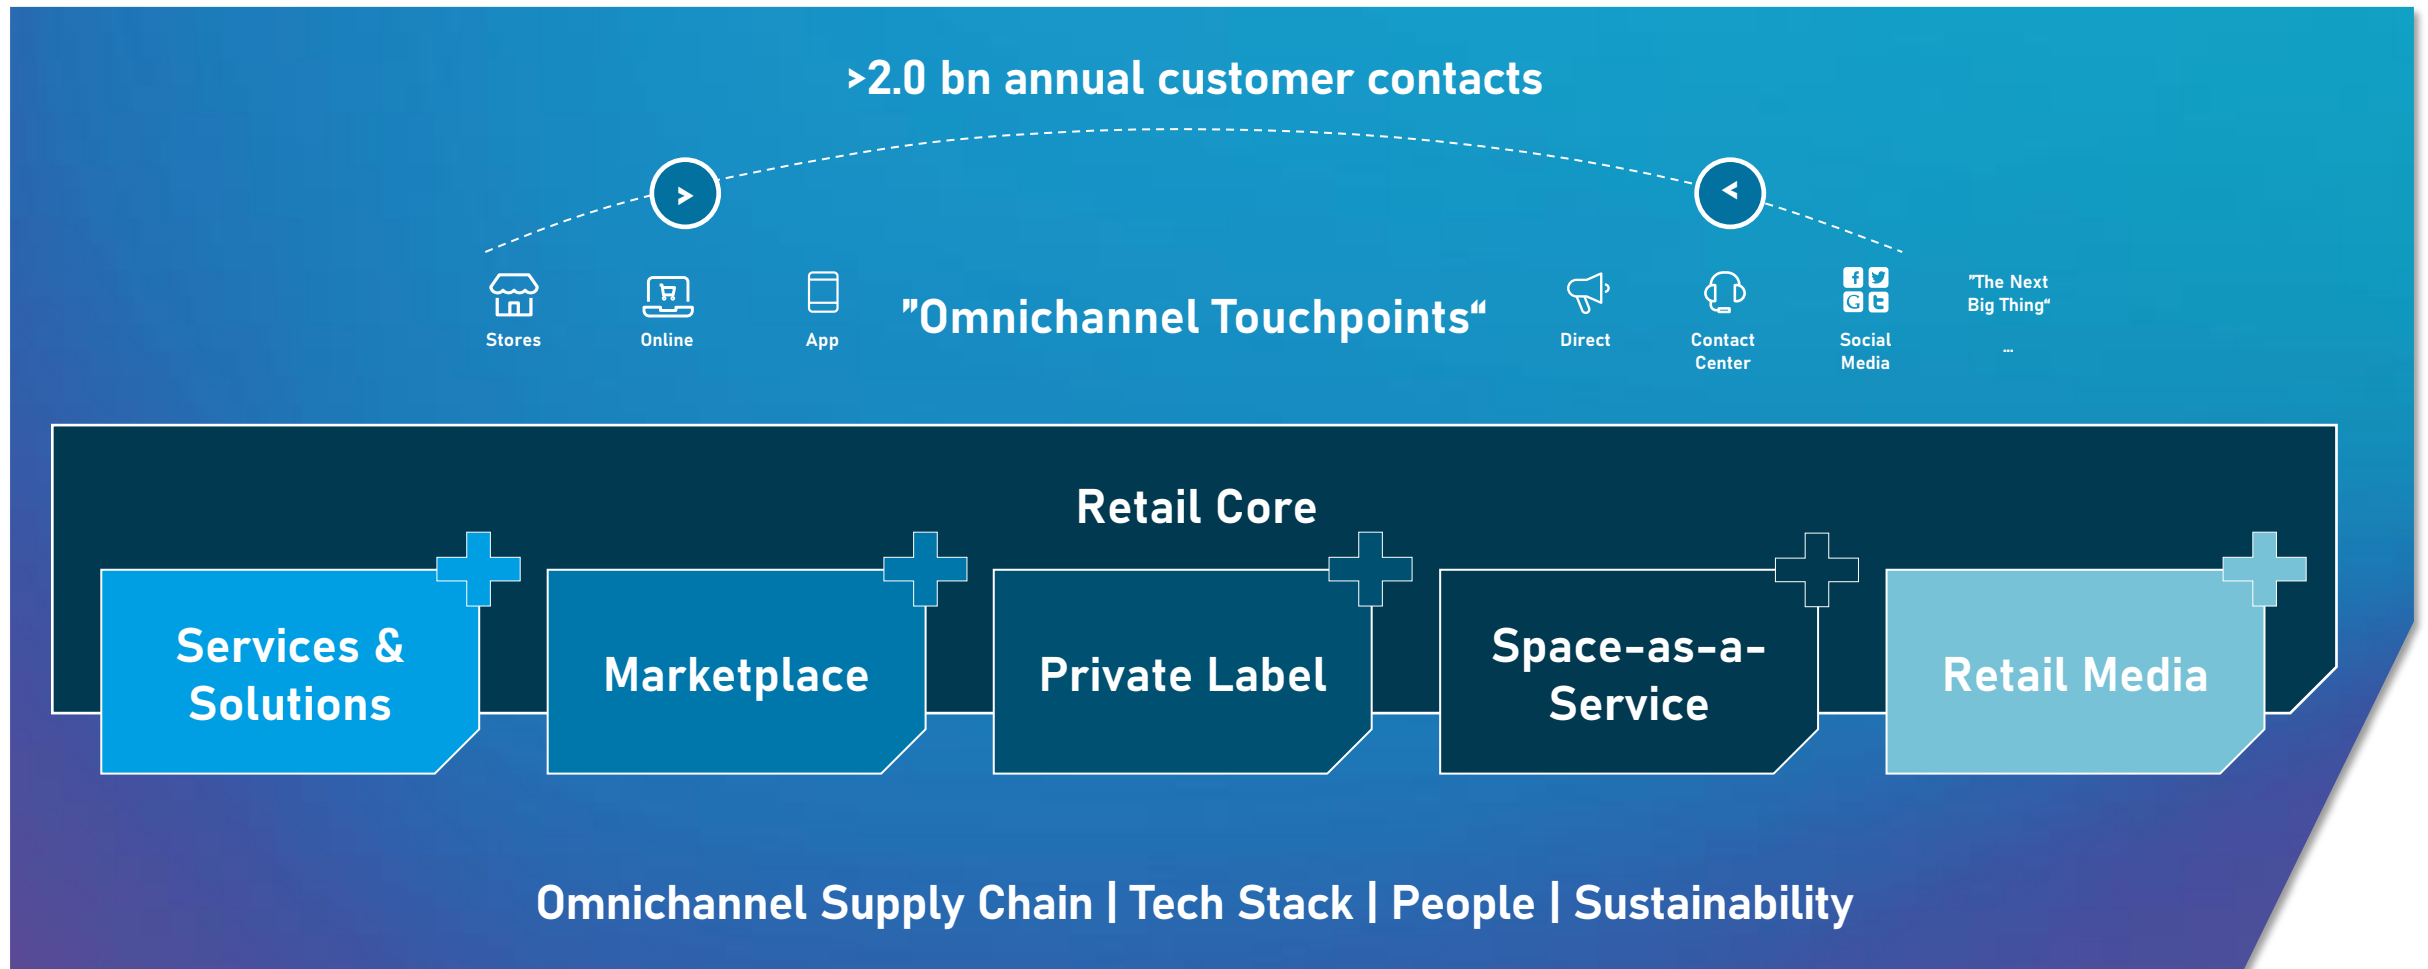 >2.0 bn annual customer contacts
>
<
"Omnichannel Touchpoints“
Stores
Online
App
Direct
Contact
Center
Social
Media
"The Next
Big Thing“
...
Retail Core
Services &
Solutions
Marketplace
Private Label
Space-as-a-
Service
Retail Media
Omnichannel Supply Chain | Tech Stack | People | Sustainability